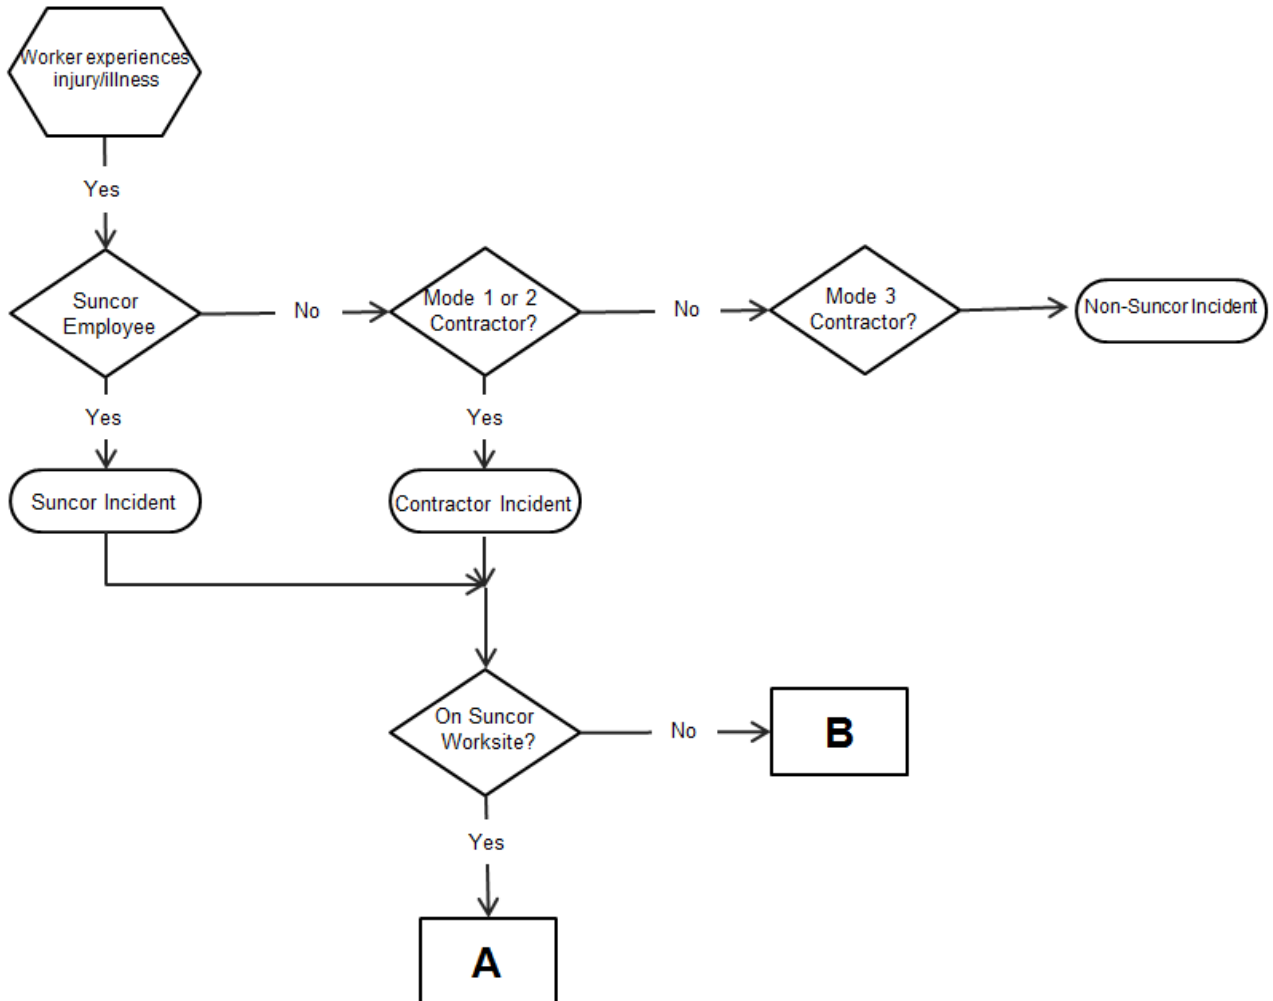 Worker experiences
injury/illness
Yes
Suncor
Employee
No
Mode 1 or 2
Contractor?
No
Mode 3
Contractor?
Non-Suncor Incident
Yes
Yes
Suncor Incident
Contractor Incident
On Suncor
Worksite?
No
B
Yes
A